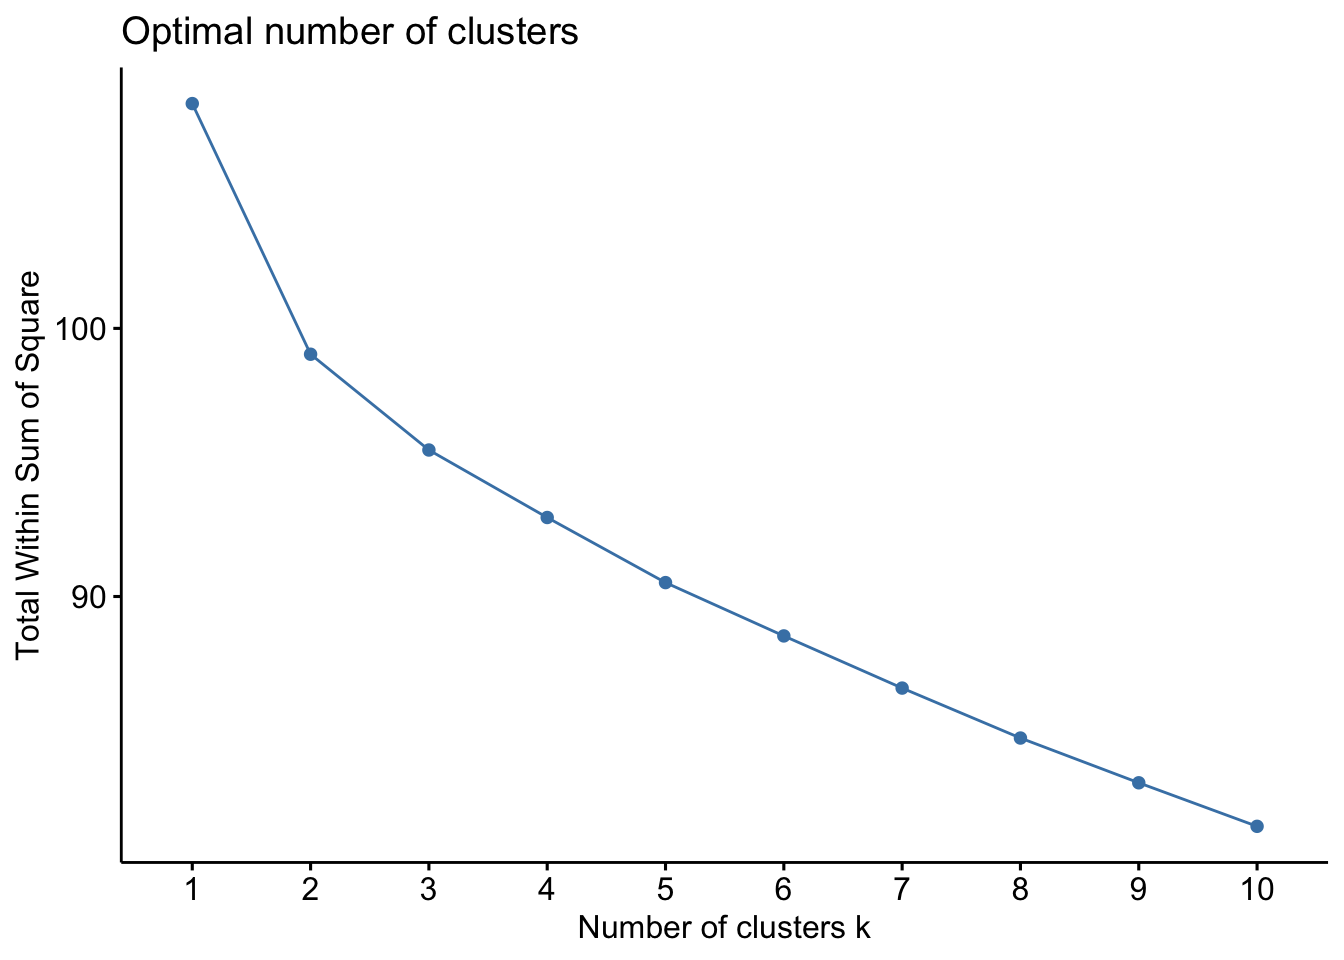 Optimal number of clusters
Total Within Sum of Square
100
90
1 2 3 4 5 6 7 8 9 10
Number of clusters k